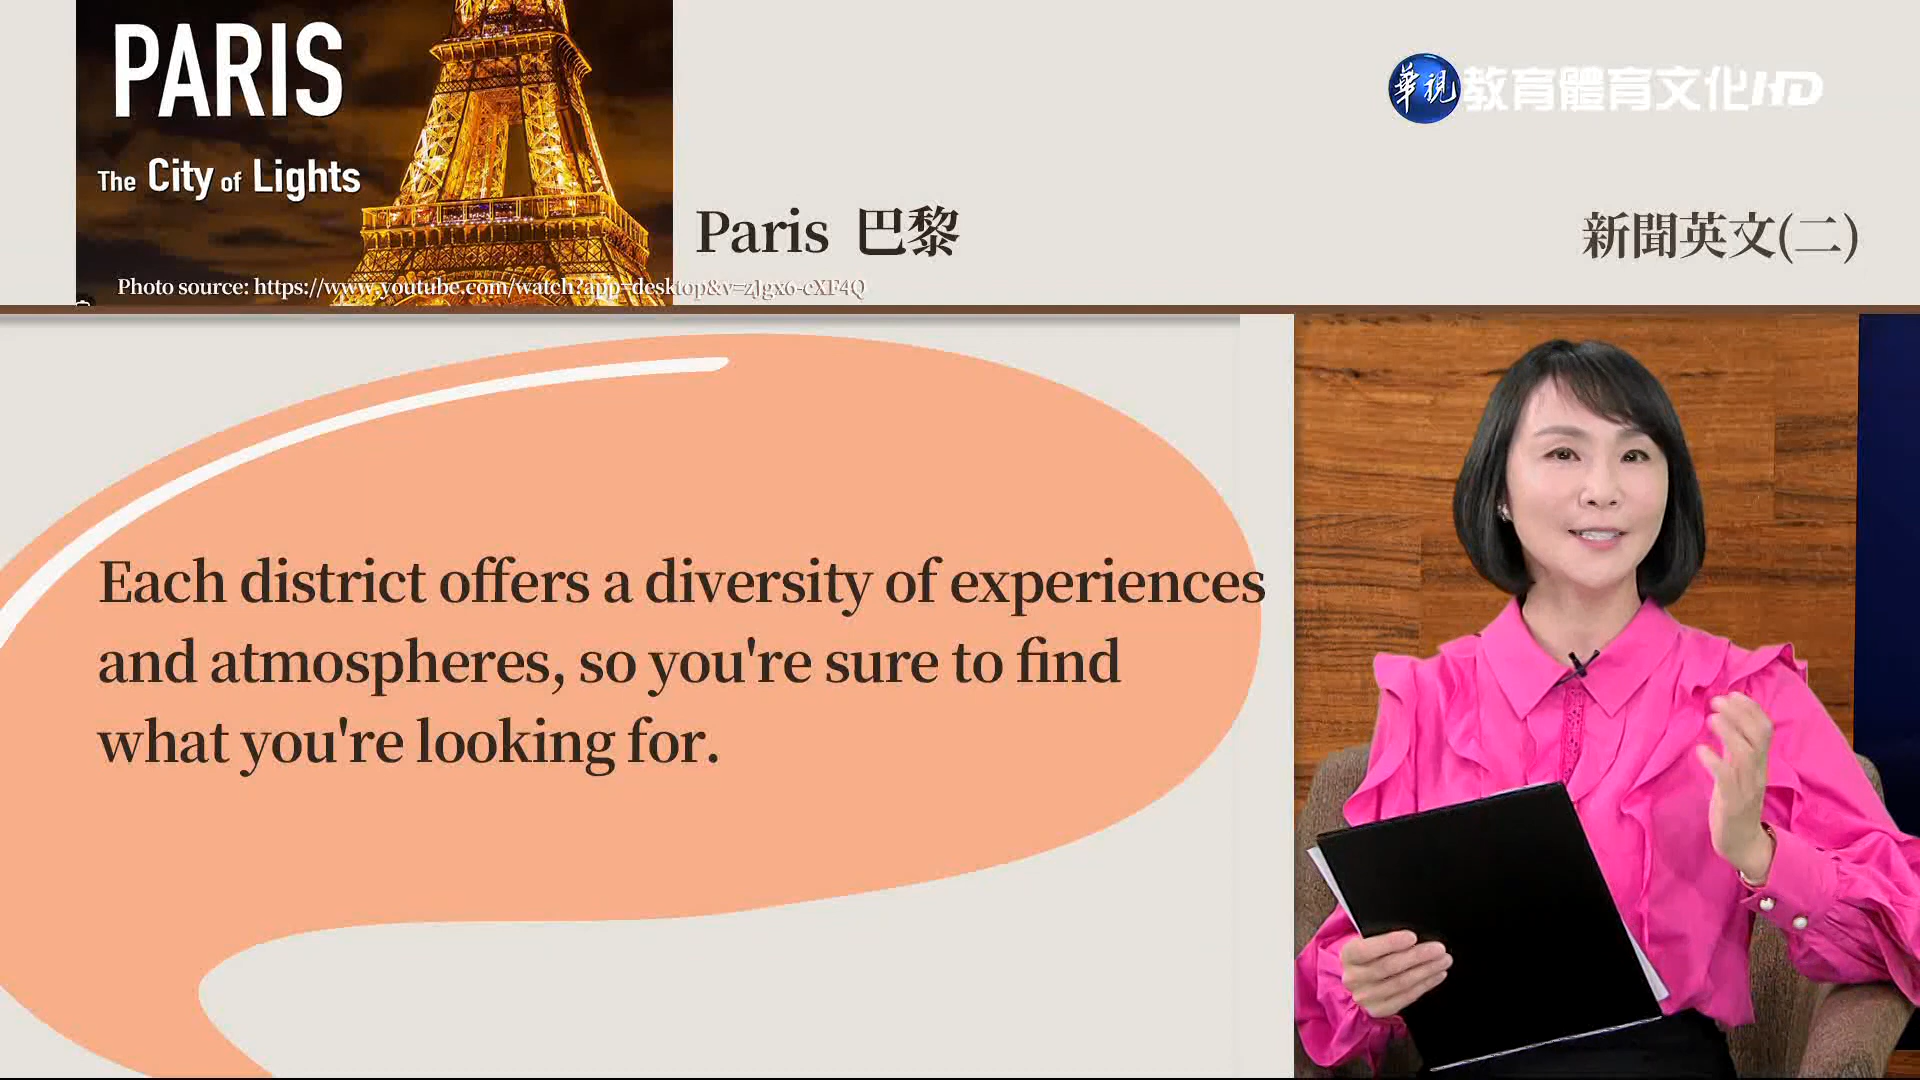 PARIS
The City of Lights
華視教育體育文化HD
Paris 巴黎
新聞英文(二)
Photo source: https://www.youtube.com/watch?app=desktop&v=zJgx6-cXF4Q
Each district offers a diversity of experiences
and atmospheres, so you're sure to find
what you're looking for.